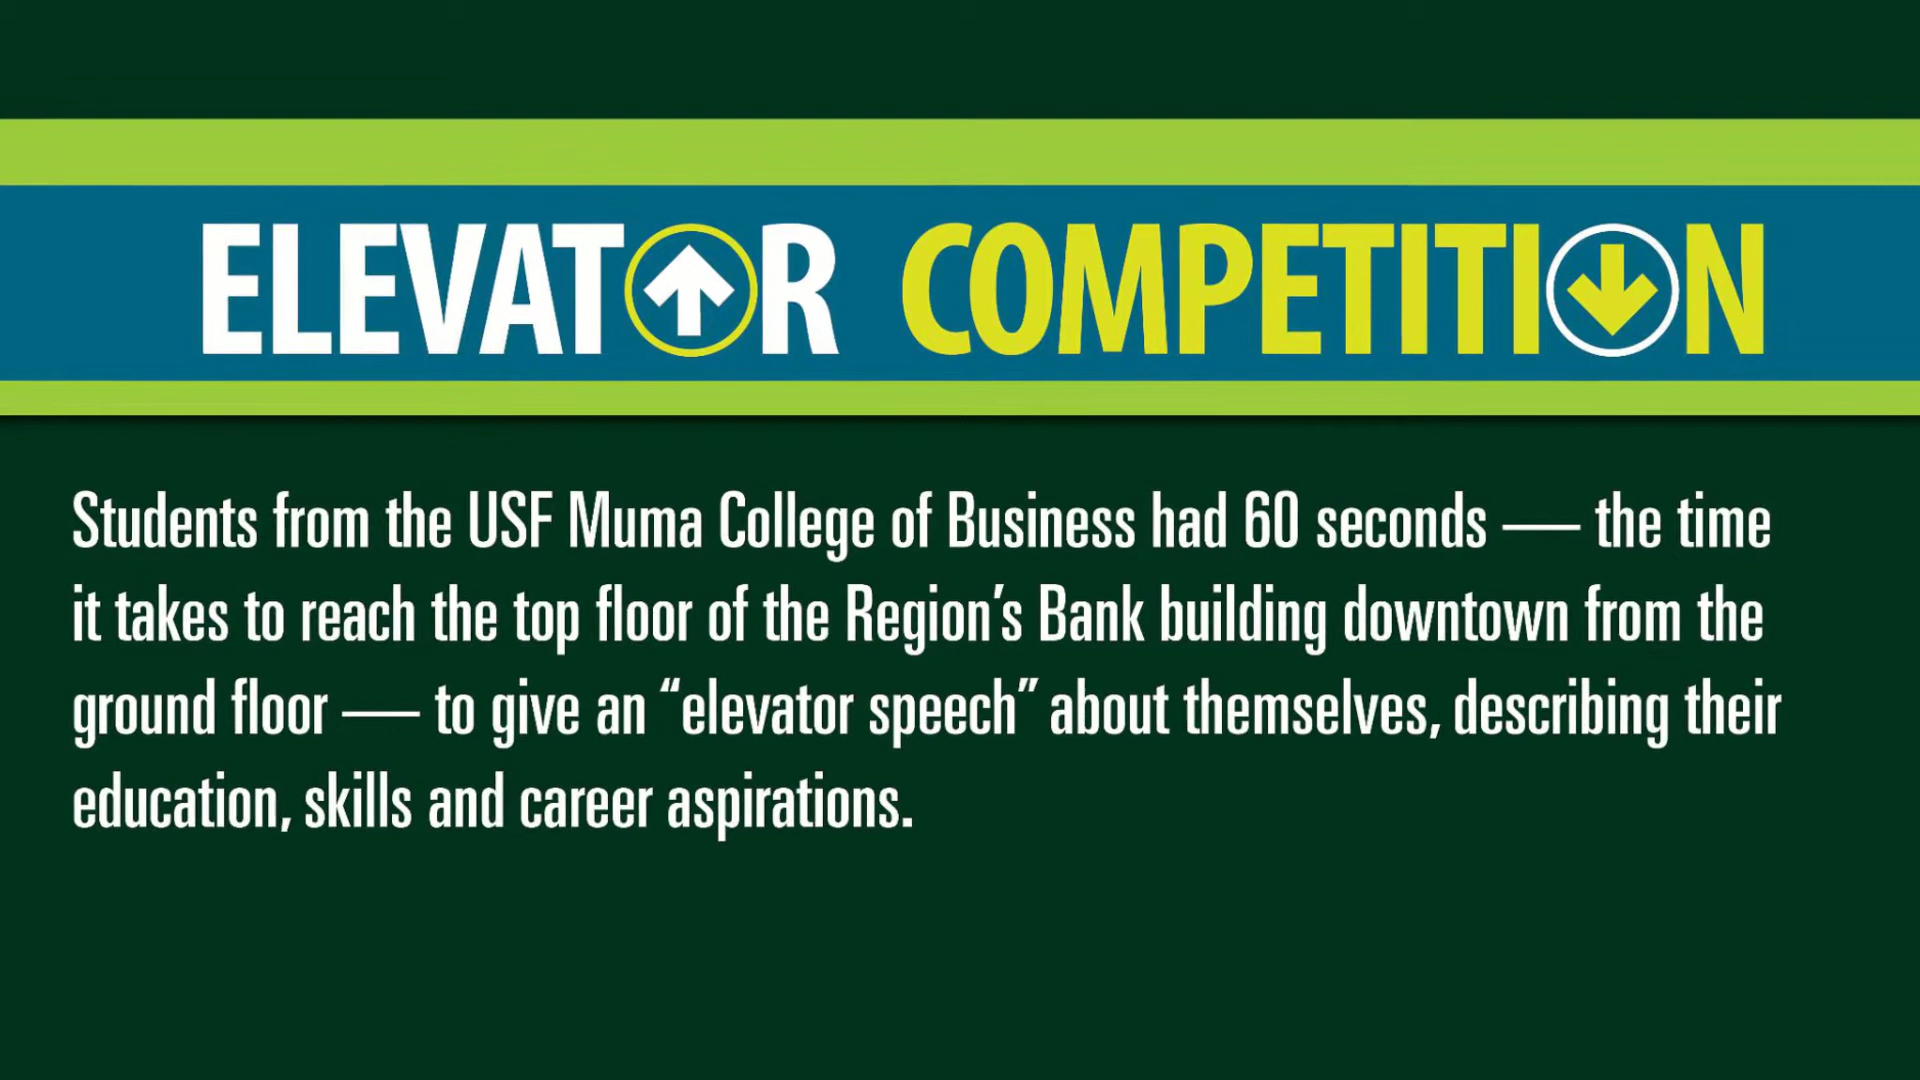 ELEVATOR COMPETITION
Students from the USF Muma College of Business had 60 seconds — the time
it takes to reach the top floor of the Region’s Bank building downtown from the
ground floor — to give an “elevator speech” about themselves, describing their
education, skills and career aspirations.